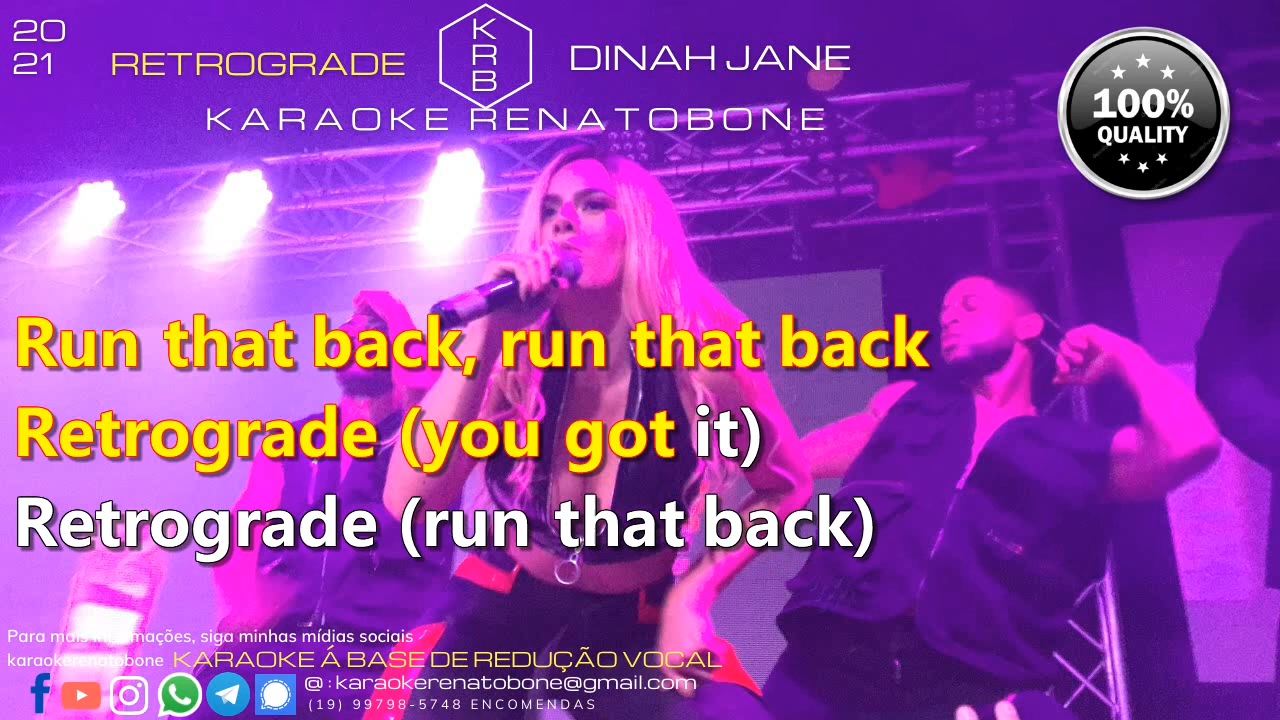 20
21
RETROGRADE
K
R
B
DINAH JANE
KARAOKE RENATOBONE
100%
QUALITY
Run that back, run that back
Retrograde (you got it)
Retrograde (run that back)
Para mais informações, siga minhas mídias sociais
karaokerenatobone KARAOKE Á BASE DE REDUÇÃO VOCAL
@:karaokerenatobone@gmail.com
(19) 99798-5748 ENCOMENDAS